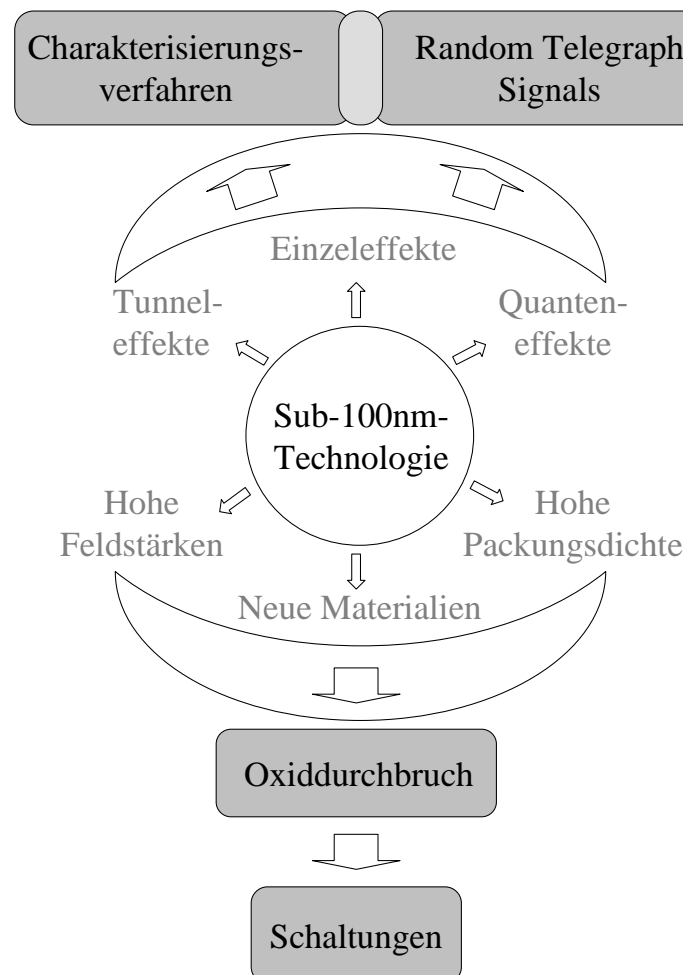 Charakterisierungs-
verfahren
Random Telegraph
Signals
Einzeleffekte
Tunnel-
effekte
Quanten-
effekte
Sub-100nm-
Technologie
Hohe
Feldstärken
Hohe
Packungsdichte
Neue Materialien
Oxiddurchbruch
Schaltungen